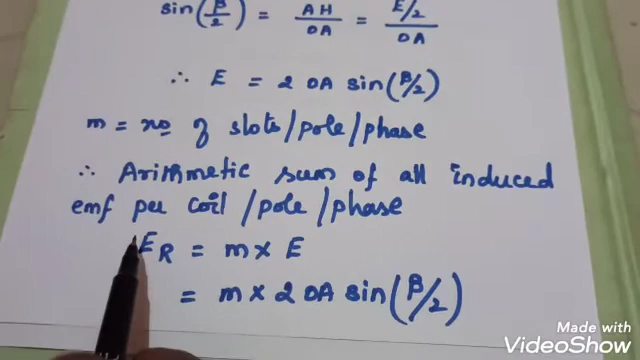 sin(β/2) = AH/OA = E/2/OA
∴ E = 2 OA sin(β/2)
m = no of slots/pole/phase
∴ Arithmetic sum of all induced
emf per coil/pole/phase
ER = m × E
= m × 2 OA sin(β/2)
Made with
VideoShow